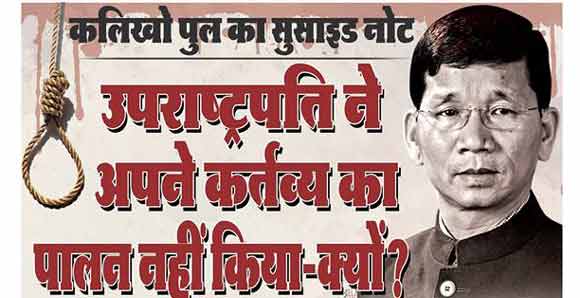 कलिखो पुल का सुसाइड नोट
उपराष्ट्रपति ने
अपने कर्तव्य का
पालन नहीं किया-क्यों?